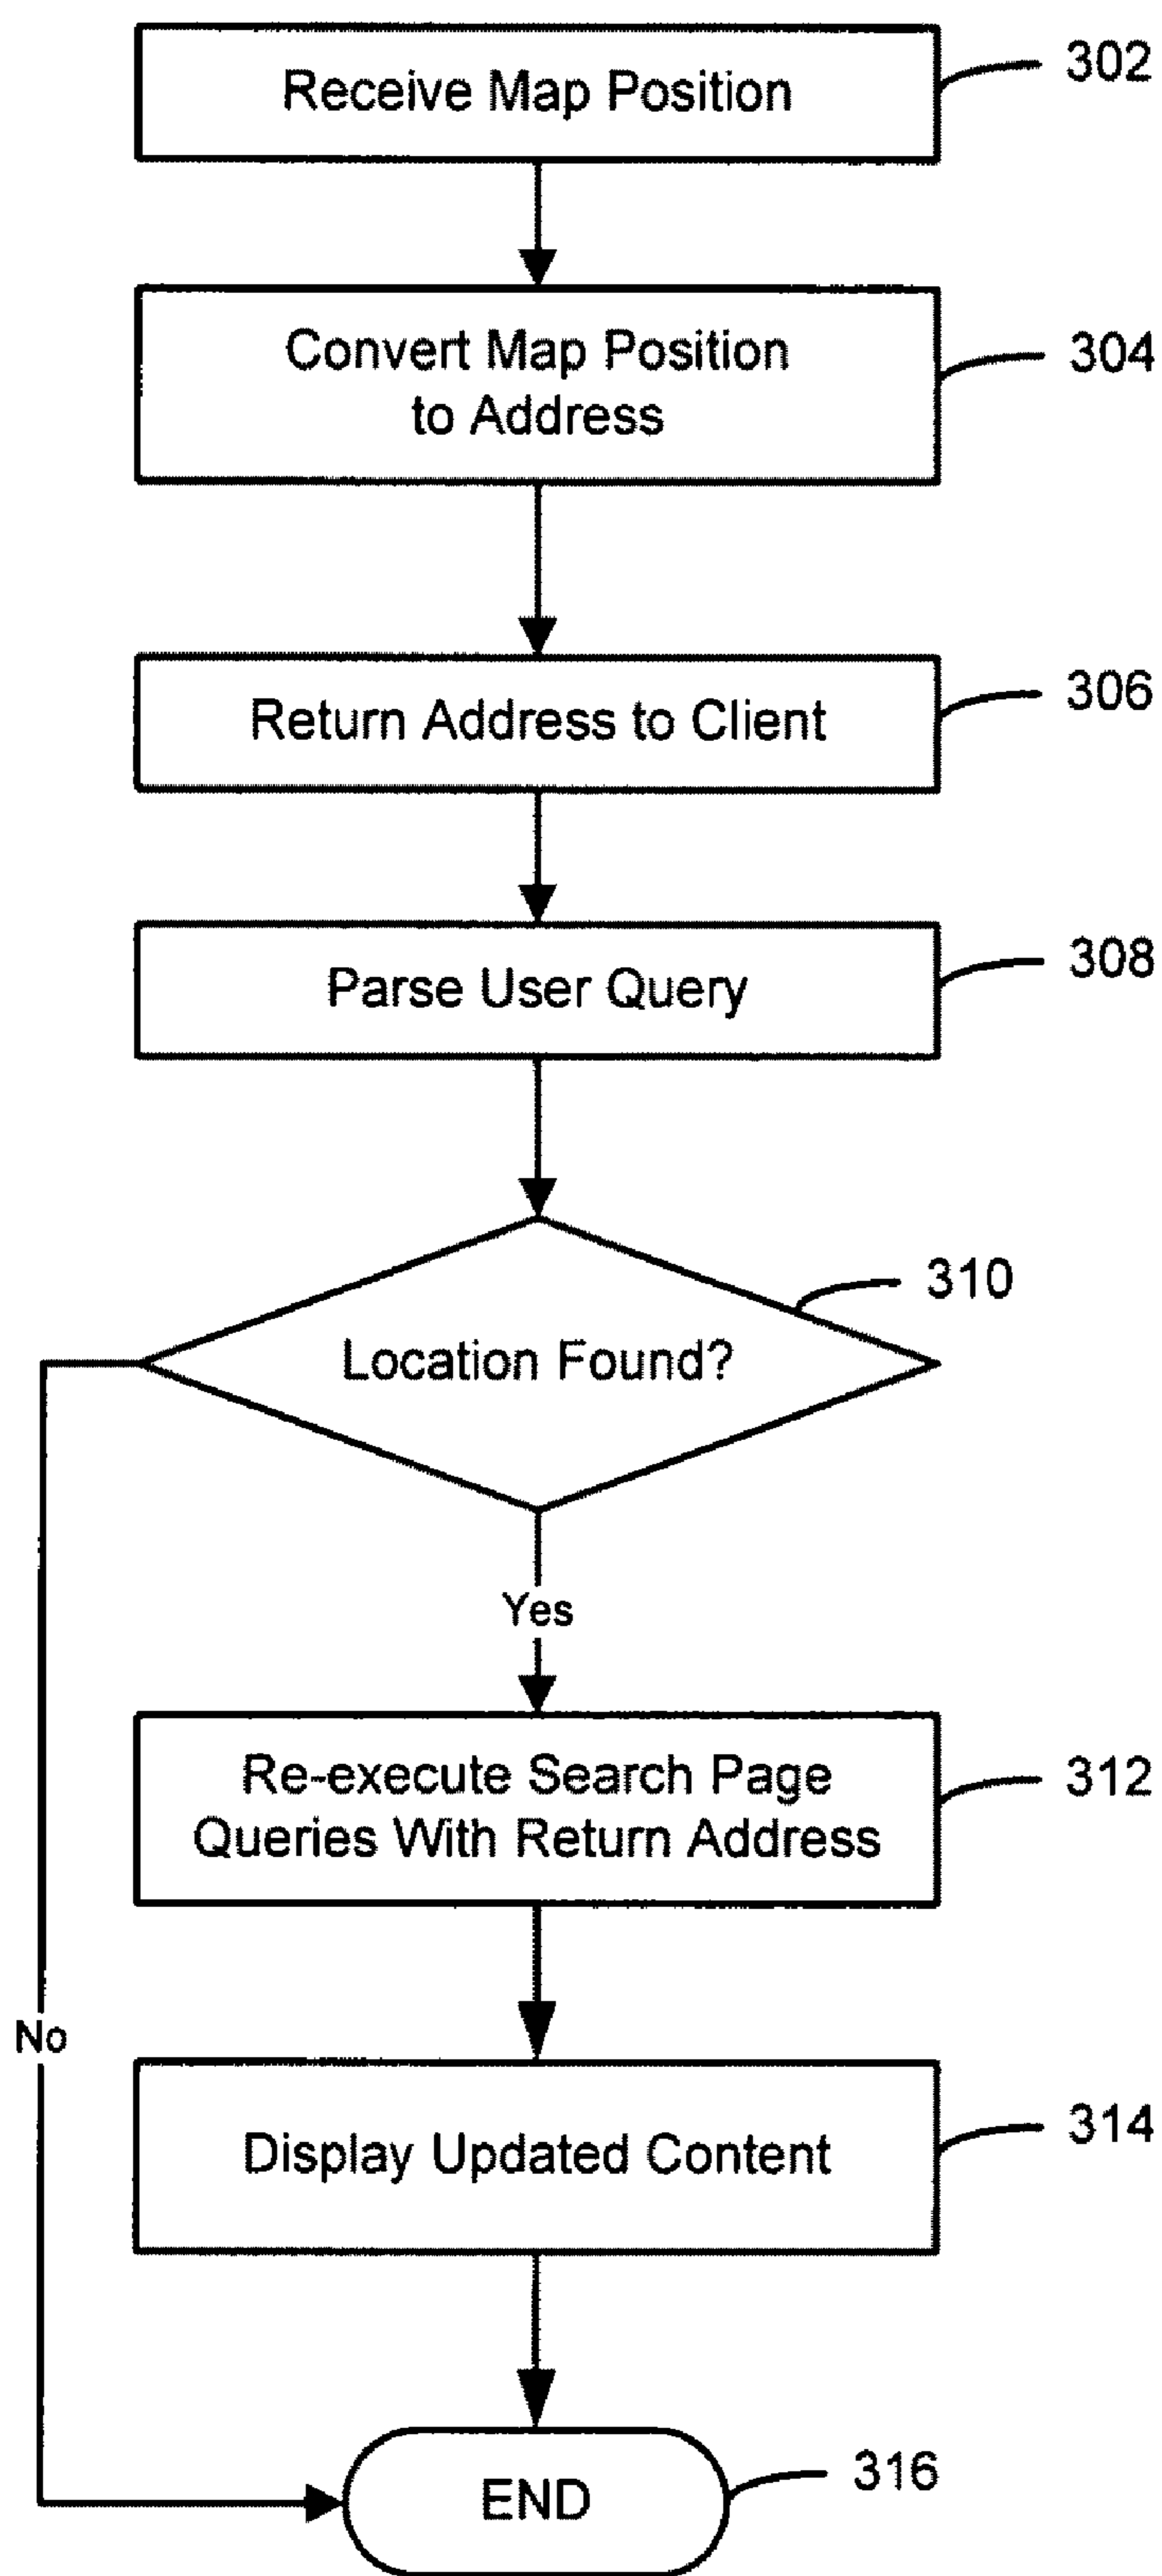 Receive Map Position
302
Convert Map Position
to Address
304
Return Address to Client
306
Parse User Query
308
Location Found?
310
Yes
Re-execute Search Page
Queries With Return Address
312
No
Display Updated Content
314
END
316